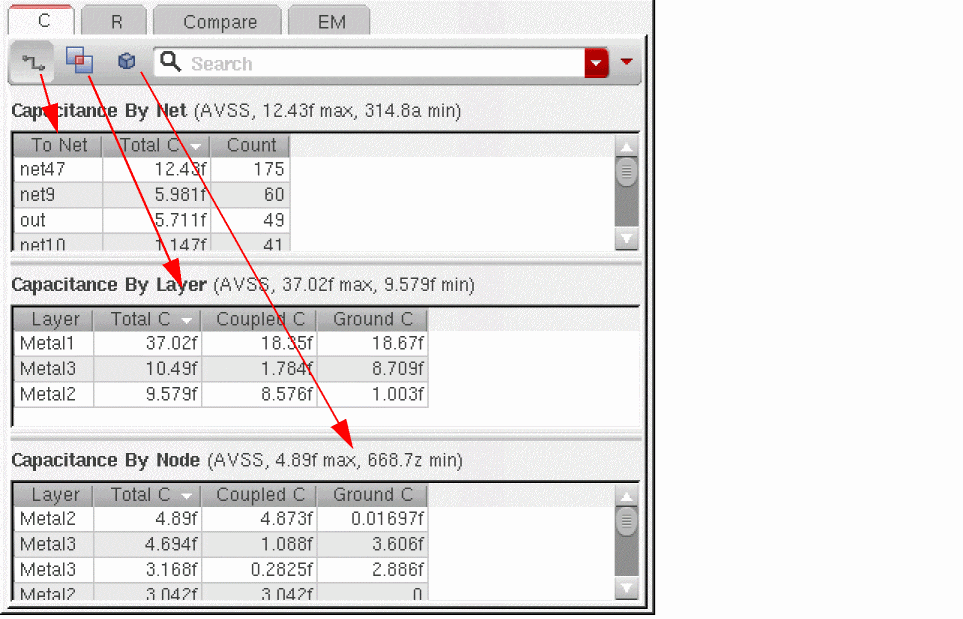 C R Compare EM
Search
Capacitance By Net (AVSS, 12.43f max, 314.8a min)
To Net Total C Count
net47 12.43f 175
net9 5.981f 60
out 5.711f 49
net10 1.147f 41
Capacitance By Layer (AVSS, 37.02f max, 9.579f min)
Layer Total C Coupled C Ground C
Metal1 37.02f 18.35f 18.67f
Metal3 10.49f 1.784f 8.709f
Metal2 9.579f 8.576f 1.003f
Capacitance By Node (AVSS, 4.89f max, 668.7z min)
Layer Total C Coupled C Ground C
Metal2 4.89f 4.873f 0.01697f
Metal3 4.694f 1.088f 3.606f
Metal3 3.168f 0.2825f 2.886f
Metal2 3.042f 3.042f 0